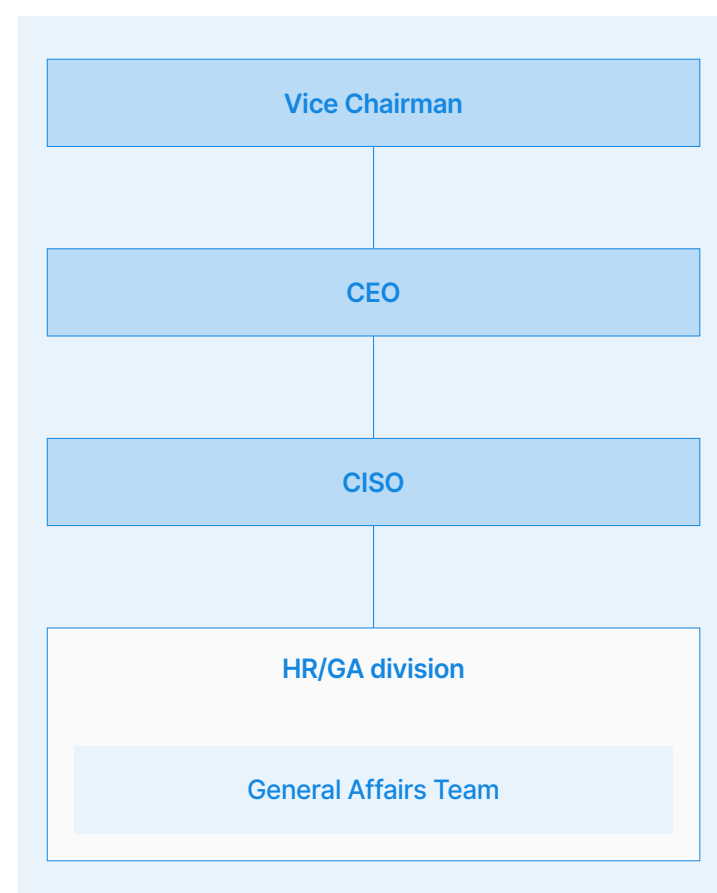 Vice Chairman
CEO
CISO
HR/GA division
General Affairs Team